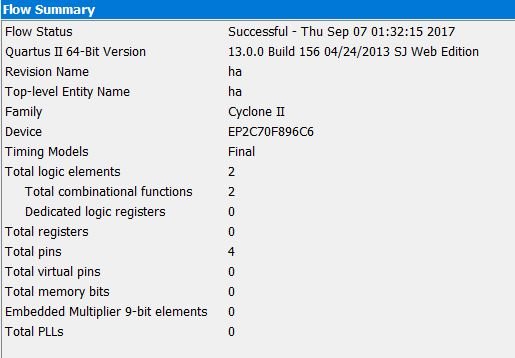 Flow Summary
Flow Status Successful - Thu Sep 07 01:32:15 2017
Quartus II 64-Bit Version 13.0.0 Build 156 04/24/2013 SJ Web Edition
Revision Name ha
Top-level Entity Name ha
Family Cyclone II
Device EP2C70F896C6
Timing Models Final
Total logic elements 2
Total combinational functions 2
Dedicated logic registers 0
Total registers 0
Total pins 4
Total virtual pins 0
Total memory bits 0
Embedded Multiplier 9-bit elements 0
Total PLLs 0